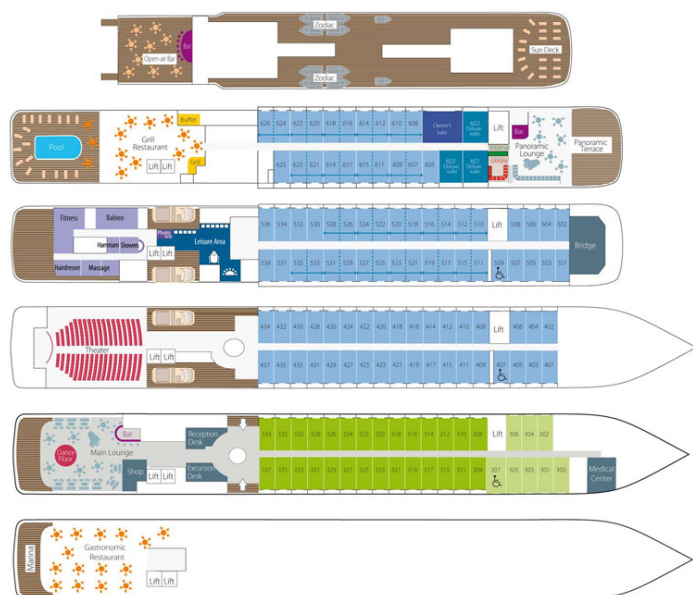 Zodiac
Open-air Bar
Bar
Sun Deck
Zodiac
626 624 622 620 618 616 614 612 610 608
Owner's
suite
602
Deluxe
suite
Lift
Buffet
Bar
Grill
Restaurant
Pool
Internet
Library
Panoramic
Lounge
Panoramic
Terrace
Lift Lift
Grill
625 623 621 619 617 615 611 609 607 605
603
Deluxe
suite
601
Deluxe
suite
Fitness
Balneo
536 534 532 530 528 526 524 522 520 518 516 514 512 510
Lift
508 506 504 502
Photo
desk
Leisure Area
Hammam
Showers
Lift Lift
Bridge
Hairdresser
Massage
539 537 535 533 531 529 527 525 523 521 519 517 515 511 509 507 505 503 501
434 432 430 428 426 424 422 420 418 416 414 412 410 408
Lift
406 404 402
Theater
Lift Lift
437 435 433 431 429 427 425 423 421 419 417 415 411 409 407 405 403 401
334 332 330 328 326 324 322 320 318 316 314 312 310 308
Lift
306 304 302
Bar
Reception
Desk
Dance
Floor
Main Lounge
Shop
Lift Lift
Excursion
Desk
337 335 333 331 329 327 325 323 321 319 317 315 311 309 307 305 303 301 300
Medical
Center
Marina
Gastronomic
Restaurant
Lift
Lift Lift